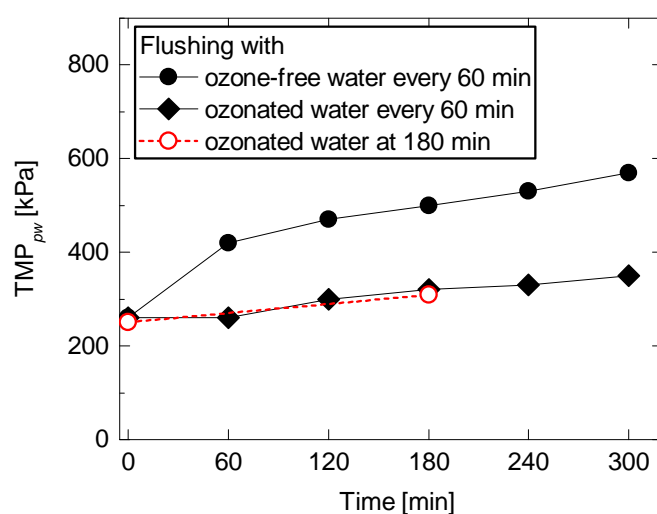 Flushing with
ozone-free water every 60 min
ozonated water every 60 min
ozonated water at 180 min
800
600
400
200
0
TMP_pw [kPa]
0 60 120 180 240 300
Time [min]